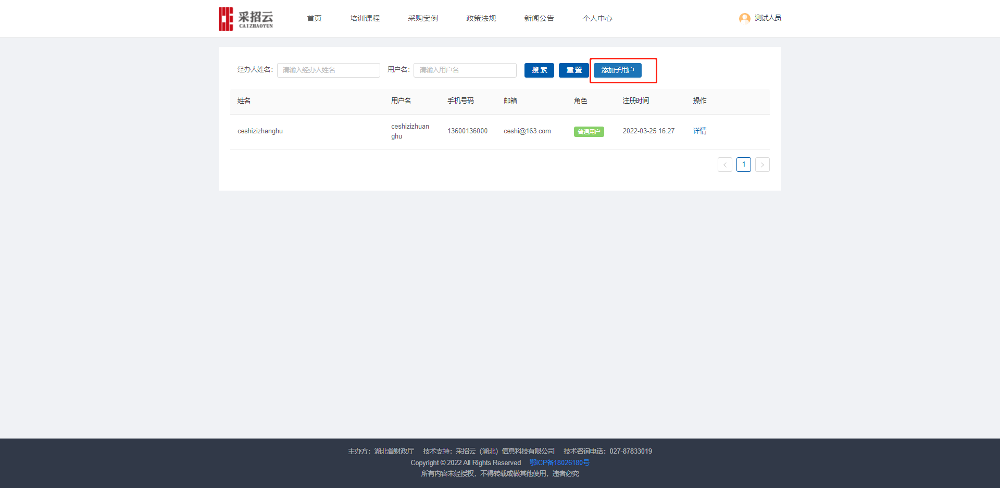 采招云
CAIZHAOYUN
首页 培训课程 采购案例 政策法规 新闻公告 个人中心 测试人员
经办人姓名: 请输入经办人姓名 用户名: 请输入用户名 搜 索 重 置 添加子用户
姓名 用户名 手机号码 邮箱 角色 注册时间 操作
ceshizizhanghu ceshizizhuan
ghu 13600136000 ceshi@163.com 普通用户 2022-03-25 16:27 详情
< 1 >
主办方：湖北省财政厅 技术支持：采招云（湖北）信息科技有限公司 技术咨询电话：027-87833019
Copyright © 2022 All Rights Reserved 鄂ICP备18026180号
所有内容未经授权，不得转载或做其他使用，违者必究